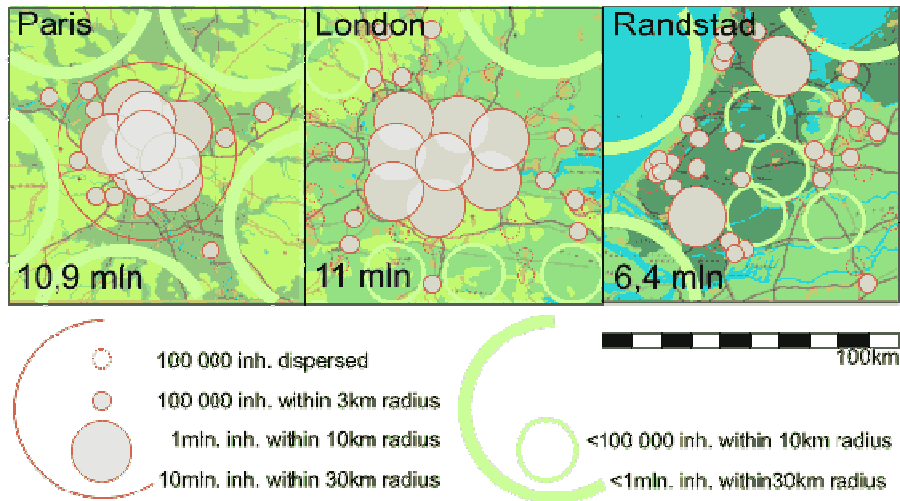 Paris
London
Randstad
10,9 mln
11 mln
6,4 mln
100km
100 000 inh. dispersed
100 000 inh. within 3km radius
1mln. inh. within 10km radius
10mln. inh. within 30km radius
<100 000 inh. within 10km radius
<1mln. inh. within30km radius